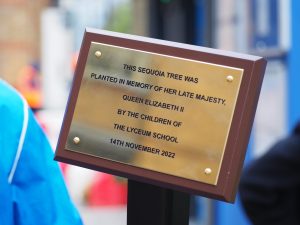 THIS SEQUOIA TREE WAS
PLANTED IN MEMORY OF HER LATE MAJESTY,
QUEEN ELIZABETH II
BY THE CHILDREN OF
THE LYCEUM SCHOOL
14TH NOVEMBER 2022